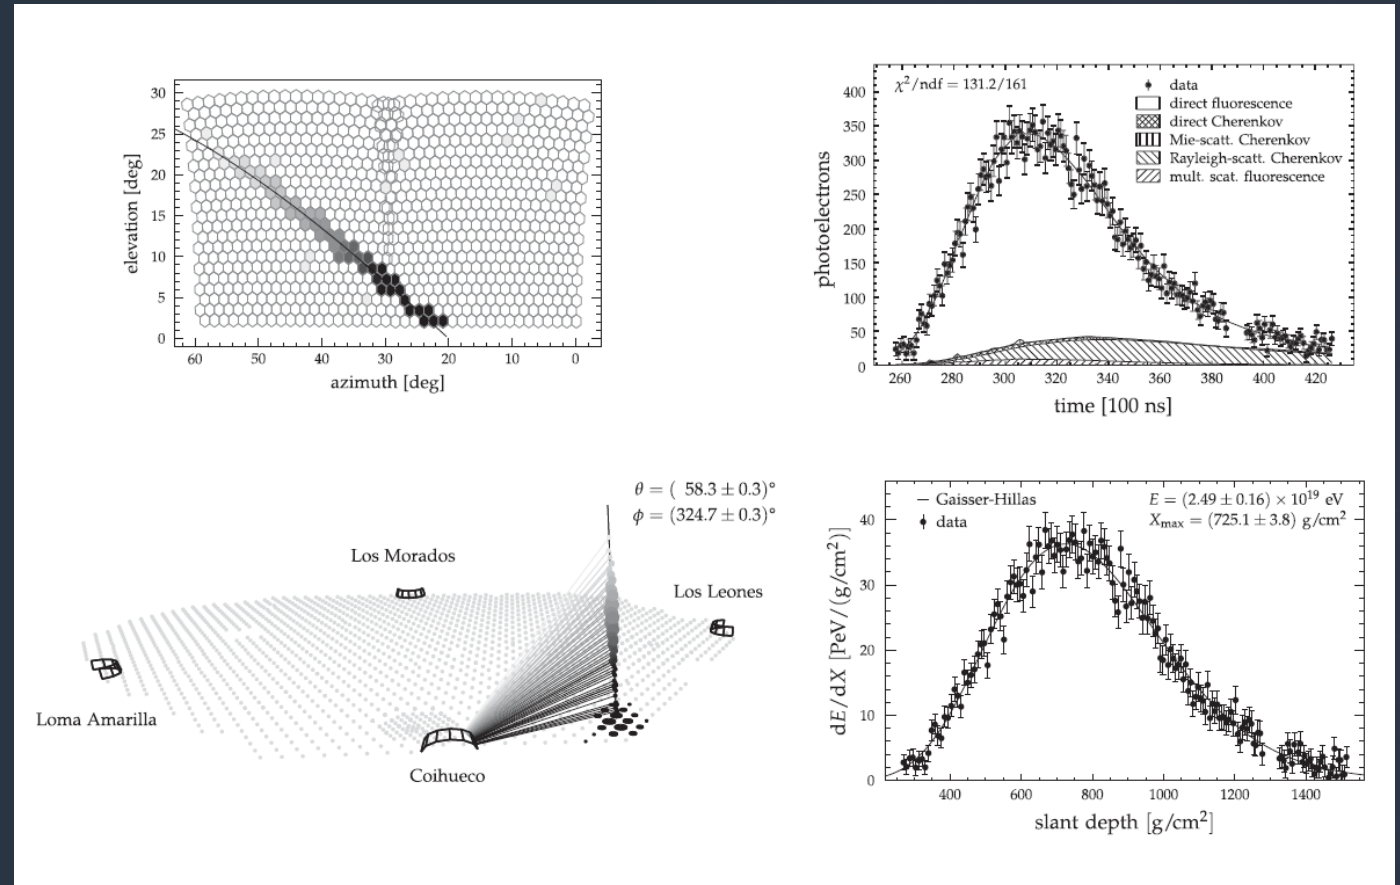 30
25
20
15
10
5
0
elevation [deg]
60 50 40 30 20 10 0
azimuth [deg]
χ²/ndf = 131.2/161
data
direct fluorescence
direct Cherenkov
Mie-scatt. Cherenkov
Rayleigh-scatt. Cherenkov
mult. scat. fluorescence
400
350
300
250
200
150
100
50
0
photoelectrons
260 280 300 320 340 360 380 400 420
time [100 ns]
θ = ( 58.3 ± 0.3)°
ϕ = (324.7 ± 0.3)°
Los Morados
Los Leones
Loma Amarilla
Coihueco
Gaisser-Hillas
data
E = (2.49 ± 0.16) × 10¹⁹ eV
Xmax = (725.1 ± 3.8) g/cm²
40
30
20
10
0
dE/dX [PeV/(g/cm²)]
400 600 800 1000 1200 1400
slant depth [g/cm²]